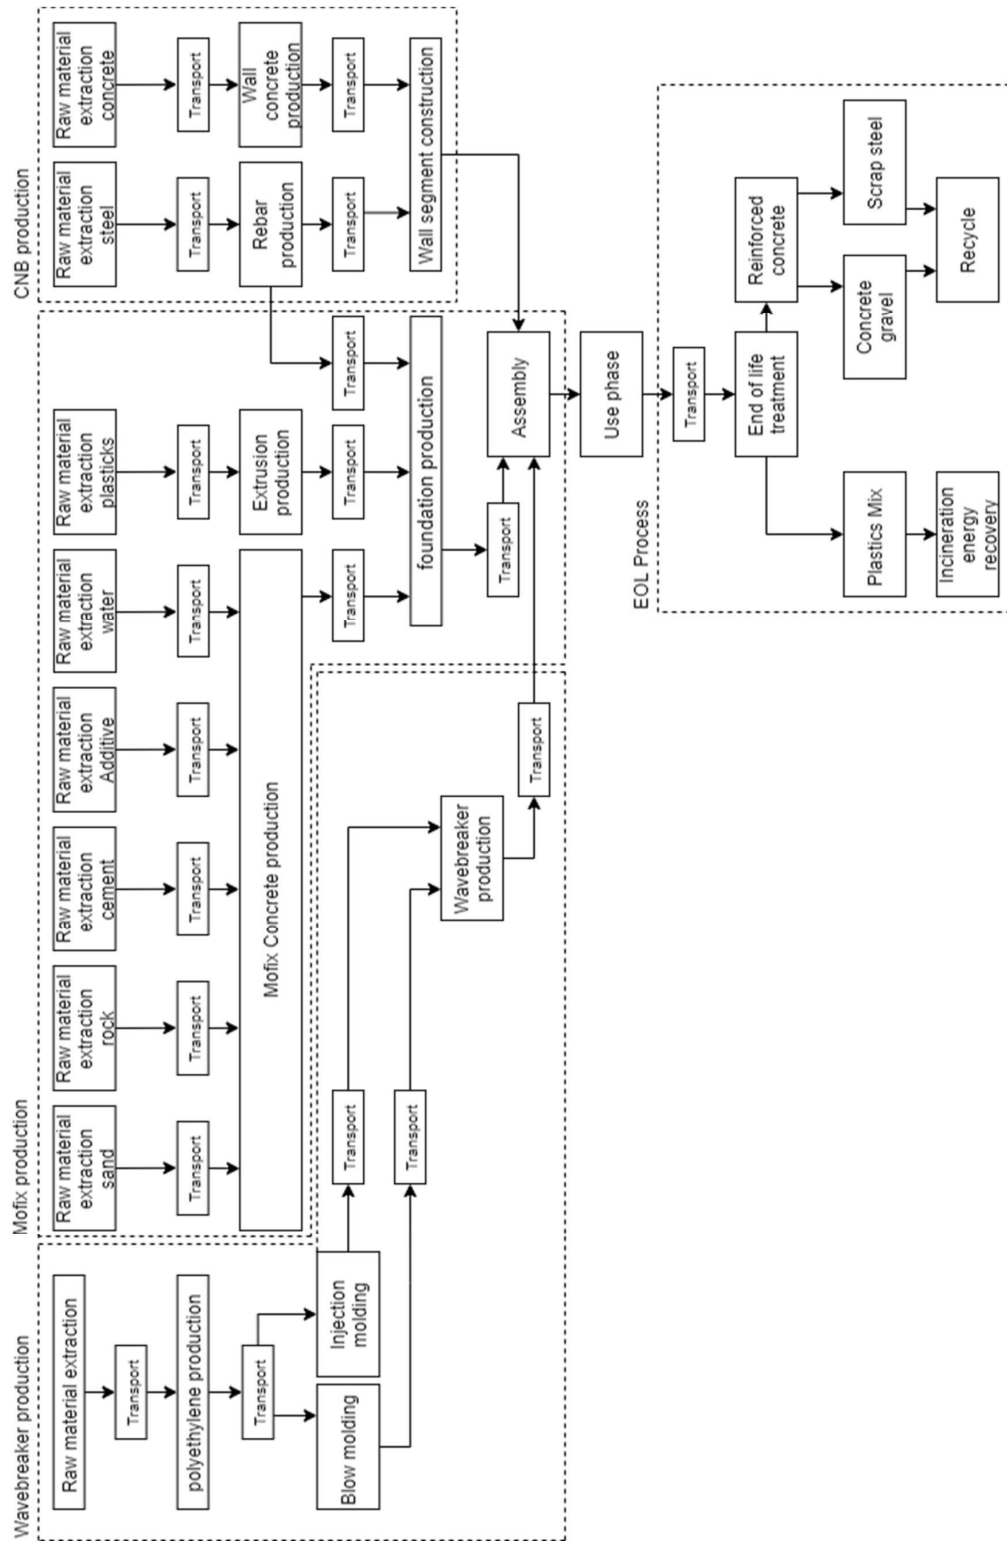 Wavebreaker production
Raw material extraction
Transport
polyethylene production
Transport
Blow molding
Injection
molding
Transport
Transport
Wavebreaker
production
Transport
Mofix production
Raw material
extraction
sand
Raw material
extraction
rock
Raw material
extraction
cement
Raw material
extraction
Additive
Raw material
extraction
water
Raw material
extraction
plasticks
Transport
Transport
Transport
Transport
Transport
Transport
Mofix Concrete production
Extrusion
production
Transport
Transport
Transport
foundation production
Transport
Assembly
CNB production
Raw material
extraction
steel
Raw material
extraction
concrete
Transport
Transport
Rebar
production
Wall
concrete
production
Transport
Transport
Wall segment construction
Use phase
EOL Process
Transport
End of life
treatment
Reinforced
concrete
Plastics Mix
Concrete
gravel
Scrap steel
Incineration
energy
recovery
Recycle